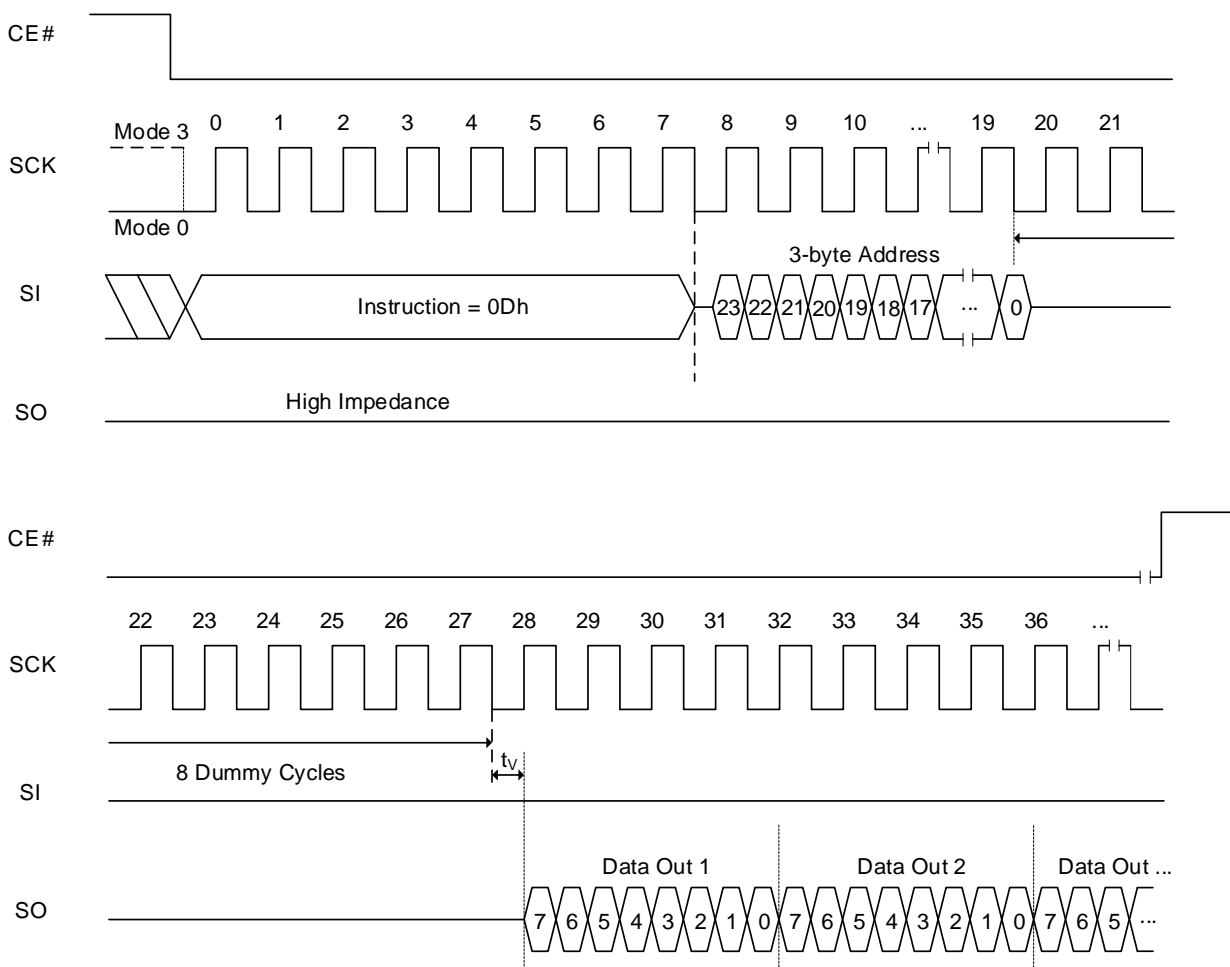 CE#
Mode 3 0 1 2 3 4 5 6 7 8 9 10 ... 19 20 21
SCK
Mode 0
3-byte Address
SI Instruction = 0Dh 23 22 21 20 19 18 17 ... 0
High Impedance
SO
CE#
22 23 24 25 26 27 28 29 30 31 32 33 34 35 36 ...
SCK
8 Dummy Cycles tV
SI
Data Out 1 Data Out 2 Data Out ...
SO 7 6 5 4 3 2 1 0 7 6 5 4 3 2 1 0 7 6 5 ...